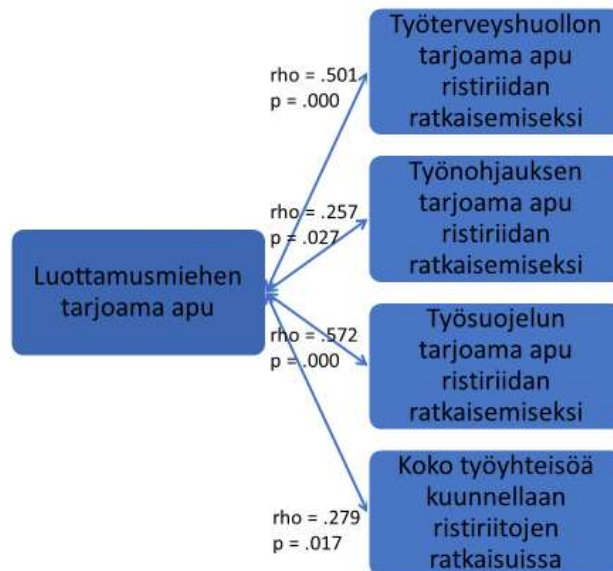 Työterveyshuollon
tarjoama apu
ristiriidan
ratkaisemiseksi
rho = .501
p = .000
Työnohjauksen
tarjoama apu
ristiriidan
ratkaisemiseksi
rho = .257
p = .027
Luottamusmiehen
tarjoama apu
Työsuojelun
tarjoama apu
ristiriidan
ratkaisemiseksi
rho = .572
p = .000
Koko työyhteisöä
kuunnellaan
ristiriitojen
ratkaisuissa
rho = .279
p = .017